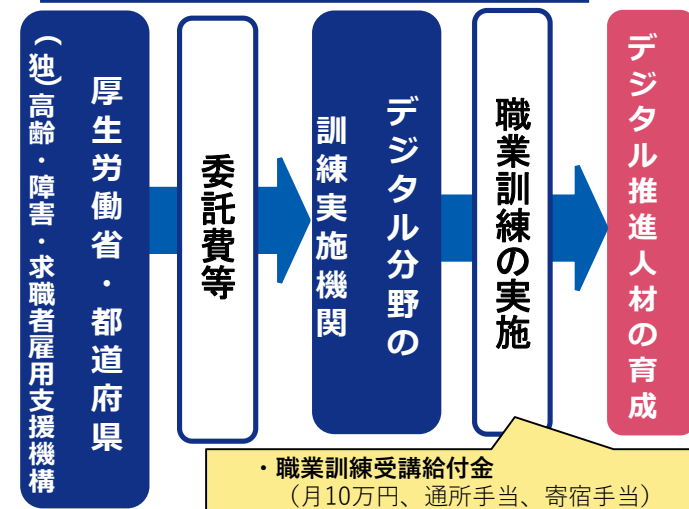 厚生労働省・都道府県
(独)高齢・障害・求職者雇用支援機構
委託費等
デジタル分野の
訓練実施機関
職業訓練の実施
デジタル推進人材の育成
・職業訓練受講給付金
（月10万円、通所手当、寄宿手当）